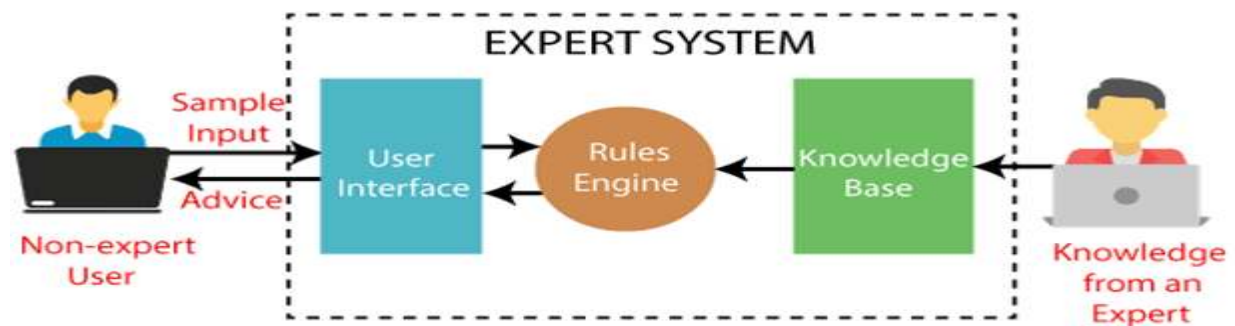 EXPERT SYSTEM
Sample
Input
Advice
Non-expert
User
User
Interface
Rules
Engine
Knowledge
Base
Knowledge
from an
Expert